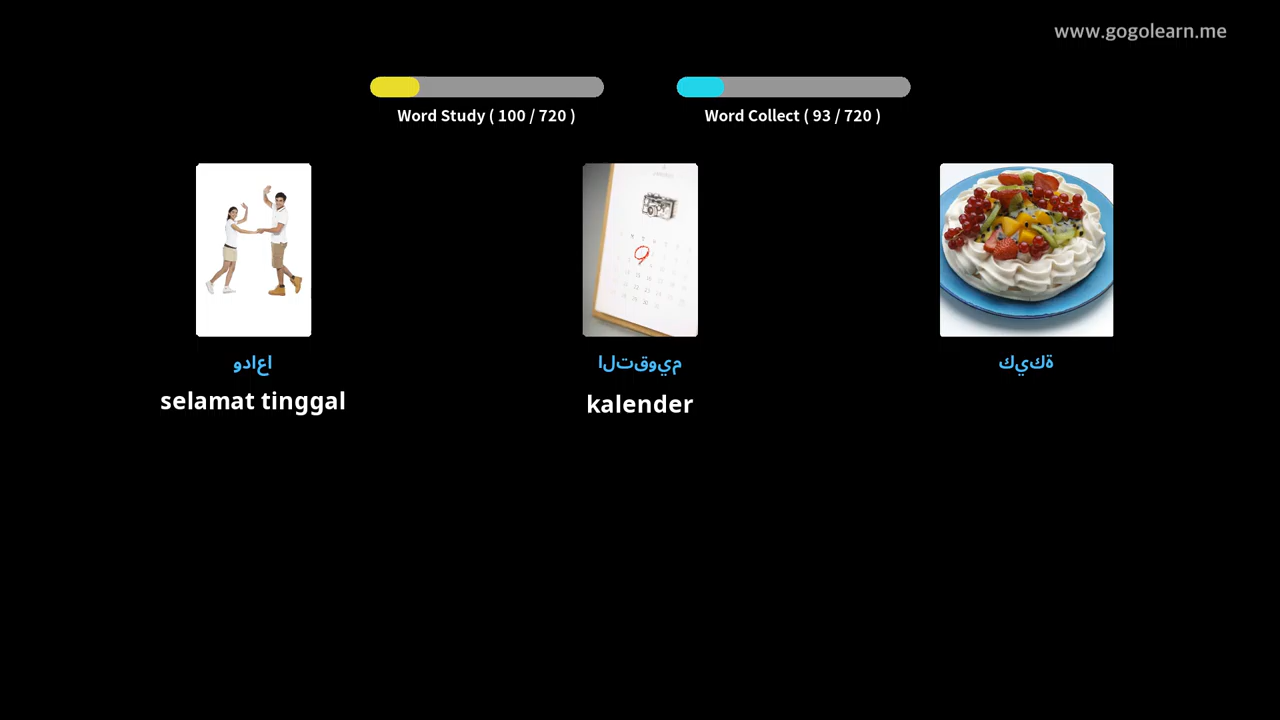 www.gogolearn.me
Word Study ( 100 / 720 )
Word Collect ( 93 / 720 )
وداعا
selamat tinggal
التقويم
kalender
كيكة